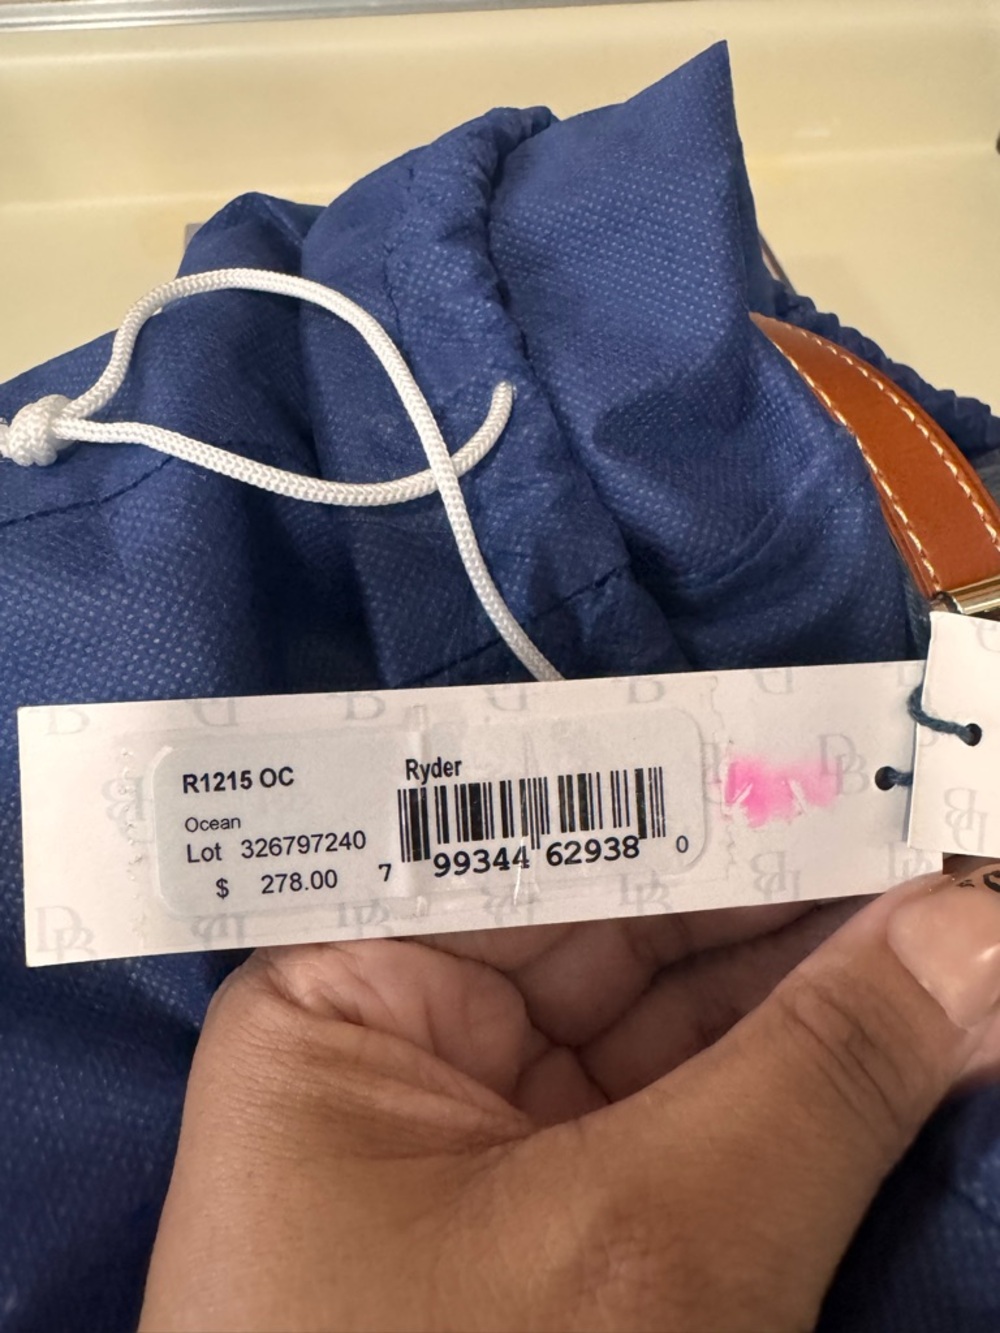 R1215 OC
Ryder
Ocean
Lot 326797240
$ 278.00
7 99344 62938 0